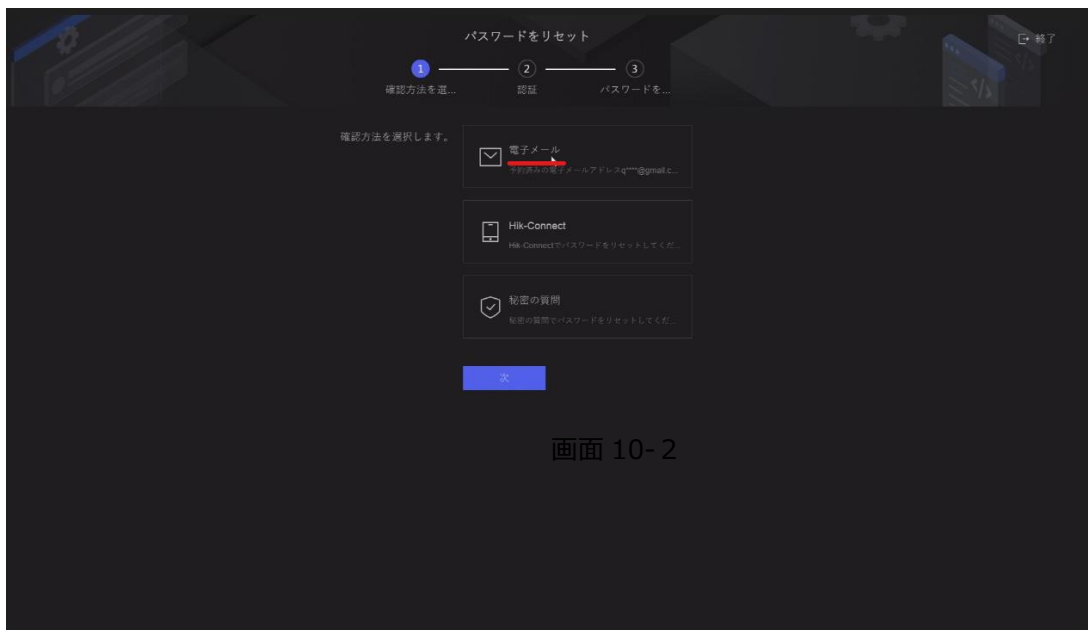 パスワードをリセット
終了
1 2 3
確認方法を選... 認証 パスワードを...
確認方法を選択します。
電子メール
予約済みの電子メールアドレスq****@gmail.c...
Hik-Connect
Hik-Connectでパスワードをリセットしてくだ...
秘密の質問
秘密の質問でパスワードをリセットしてくだ...
次
画面 10- 2